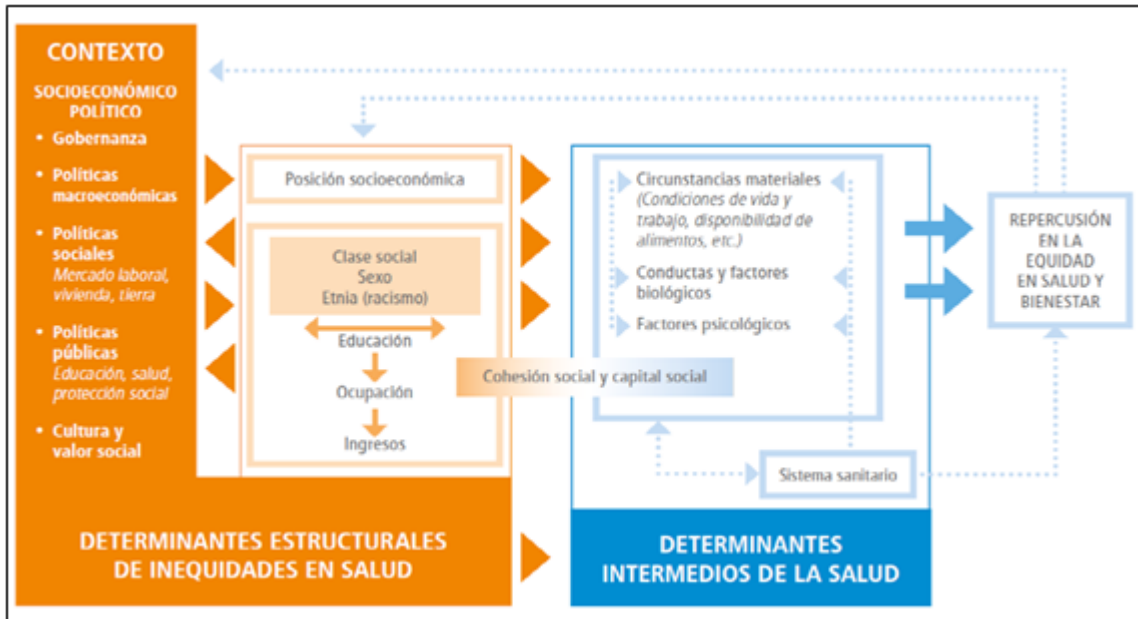 CONTEXTO
SOCIOECONÓMICO
POLÍTICO
• Gobernanza
• Políticas
macroeconómicas
• Políticas
sociales
Mercado laboral,
vivienda, tierra
• Políticas
públicas
Educación, salud,
protección social
• Cultura y
valor social
Posición socioeconómica
Clase social
Sexo
Etnia (racismo)
Educación
Ocupación
Ingresos
Cohesión social y capital social
Circunstancias materiales
(Condiciones de vida y
trabajo, disponibilidad de
alimentos, etc.)
Conductas y factores
biológicos
Factores psicológicos
Sistema sanitario
REPERCUSIÓN
EN LA
EQUIDAD
EN SALUD Y
BIENESTAR
DETERMINANTES ESTRUCTURALES
DE INEQUIDADES EN SALUD
DETERMINANTES
INTERMEDIOS DE LA SALUD